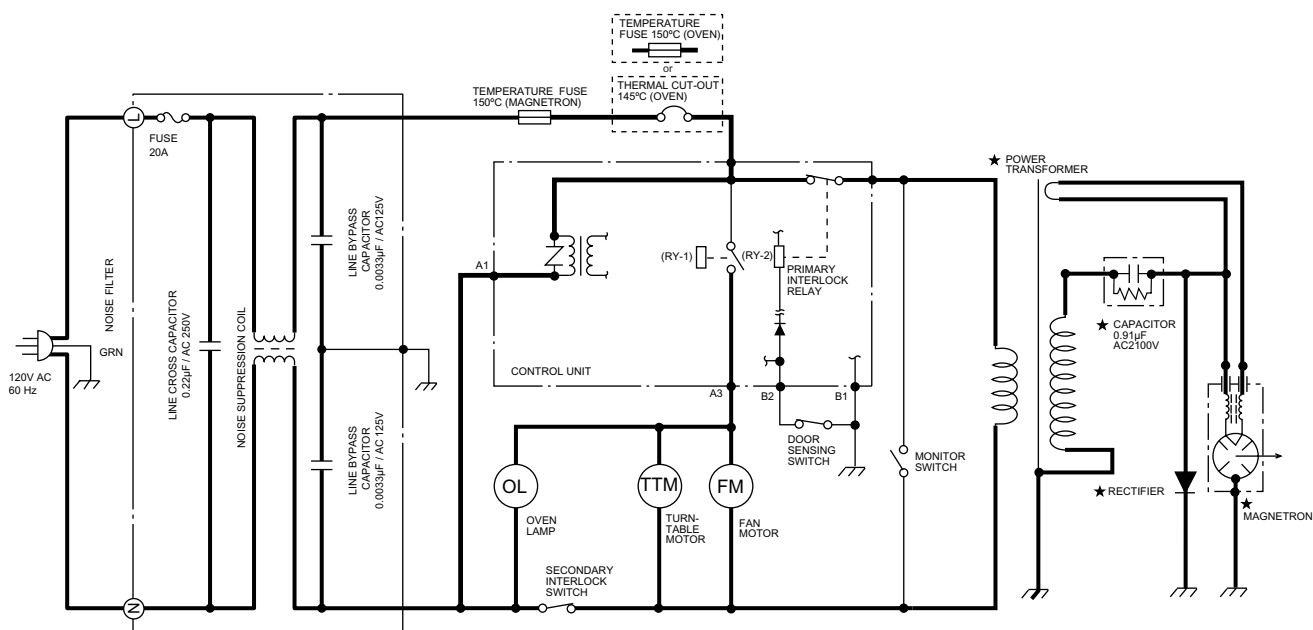 TEMPERATURE
FUSE 150ºC (OVEN)
or
THERMAL CUT-OUT
145ºC (OVEN)
TEMPERATURE FUSE
150ºC (MAGNETRON)
L
FUSE
20A
NOISE FILTER
GRN
120V AC
60 Hz
N
LINE CROSS CAPACITOR
0.22µF / AC 250V
NOISE SUPPRESSION COIL
LINE BYPASS
CAPACITOR
0.0033µF / AC125V
LINE BYPASS
CAPACITOR
0.0033µF / AC 125V
A1
(RY-1)
(RY-2)
PRIMARY
INTERLOCK
RELAY
CONTROL UNIT
A3
B2
B1
DOOR
SENSING
SWITCH
MONITOR
SWITCH
OL
OVEN
LAMP
TTM
TURN-
TABLE
MOTOR
FM
FAN
MOTOR
SECONDARY
INTERLOCK
SWITCH
★ POWER
TRANSFORMER
★ CAPACITOR
0.91µF
AC2100V
★ RECTIFIER
★
MAGNETRON